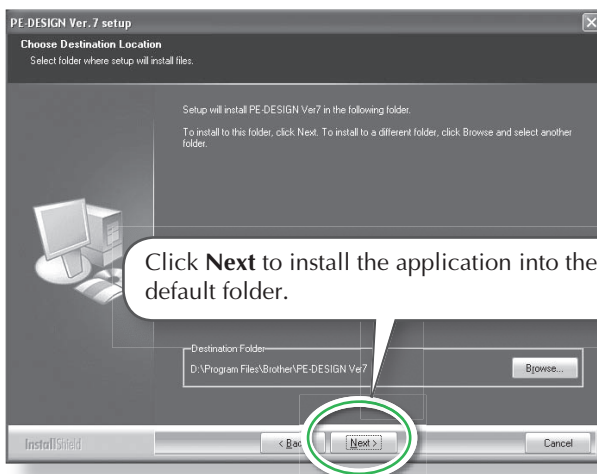 PE-DESIGN Ver. 7 setup
Choose Destination Location
Select folder where setup will install files.
Setup will install PE-DESIGN Ver7 in the following folder.
To install to this folder, click Next. To install to a different folder, click Browse and select another
folder.
Click Next to install the application into the
default folder.
Destination Folder
D:\Program Files\Brother\PE-DESIGN Ver7
Browse...
InstallShield
< Back
Next >
Cancel